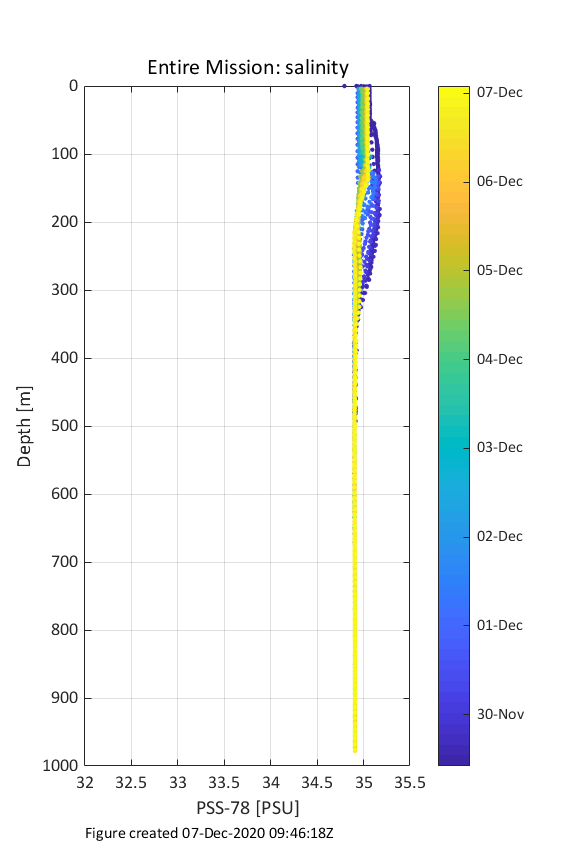 Entire Mission: salinity
0
100
200
300
400
500
600
700
800
900
1000
Depth [m]
32
32.5
33
33.5
34
34.5
35
35.5
PSS-78 [PSU]
07-Dec
06-Dec
05-Dec
04-Dec
03-Dec
02-Dec
01-Dec
30-Nov
Figure created 07-Dec-2020 09:46:18Z